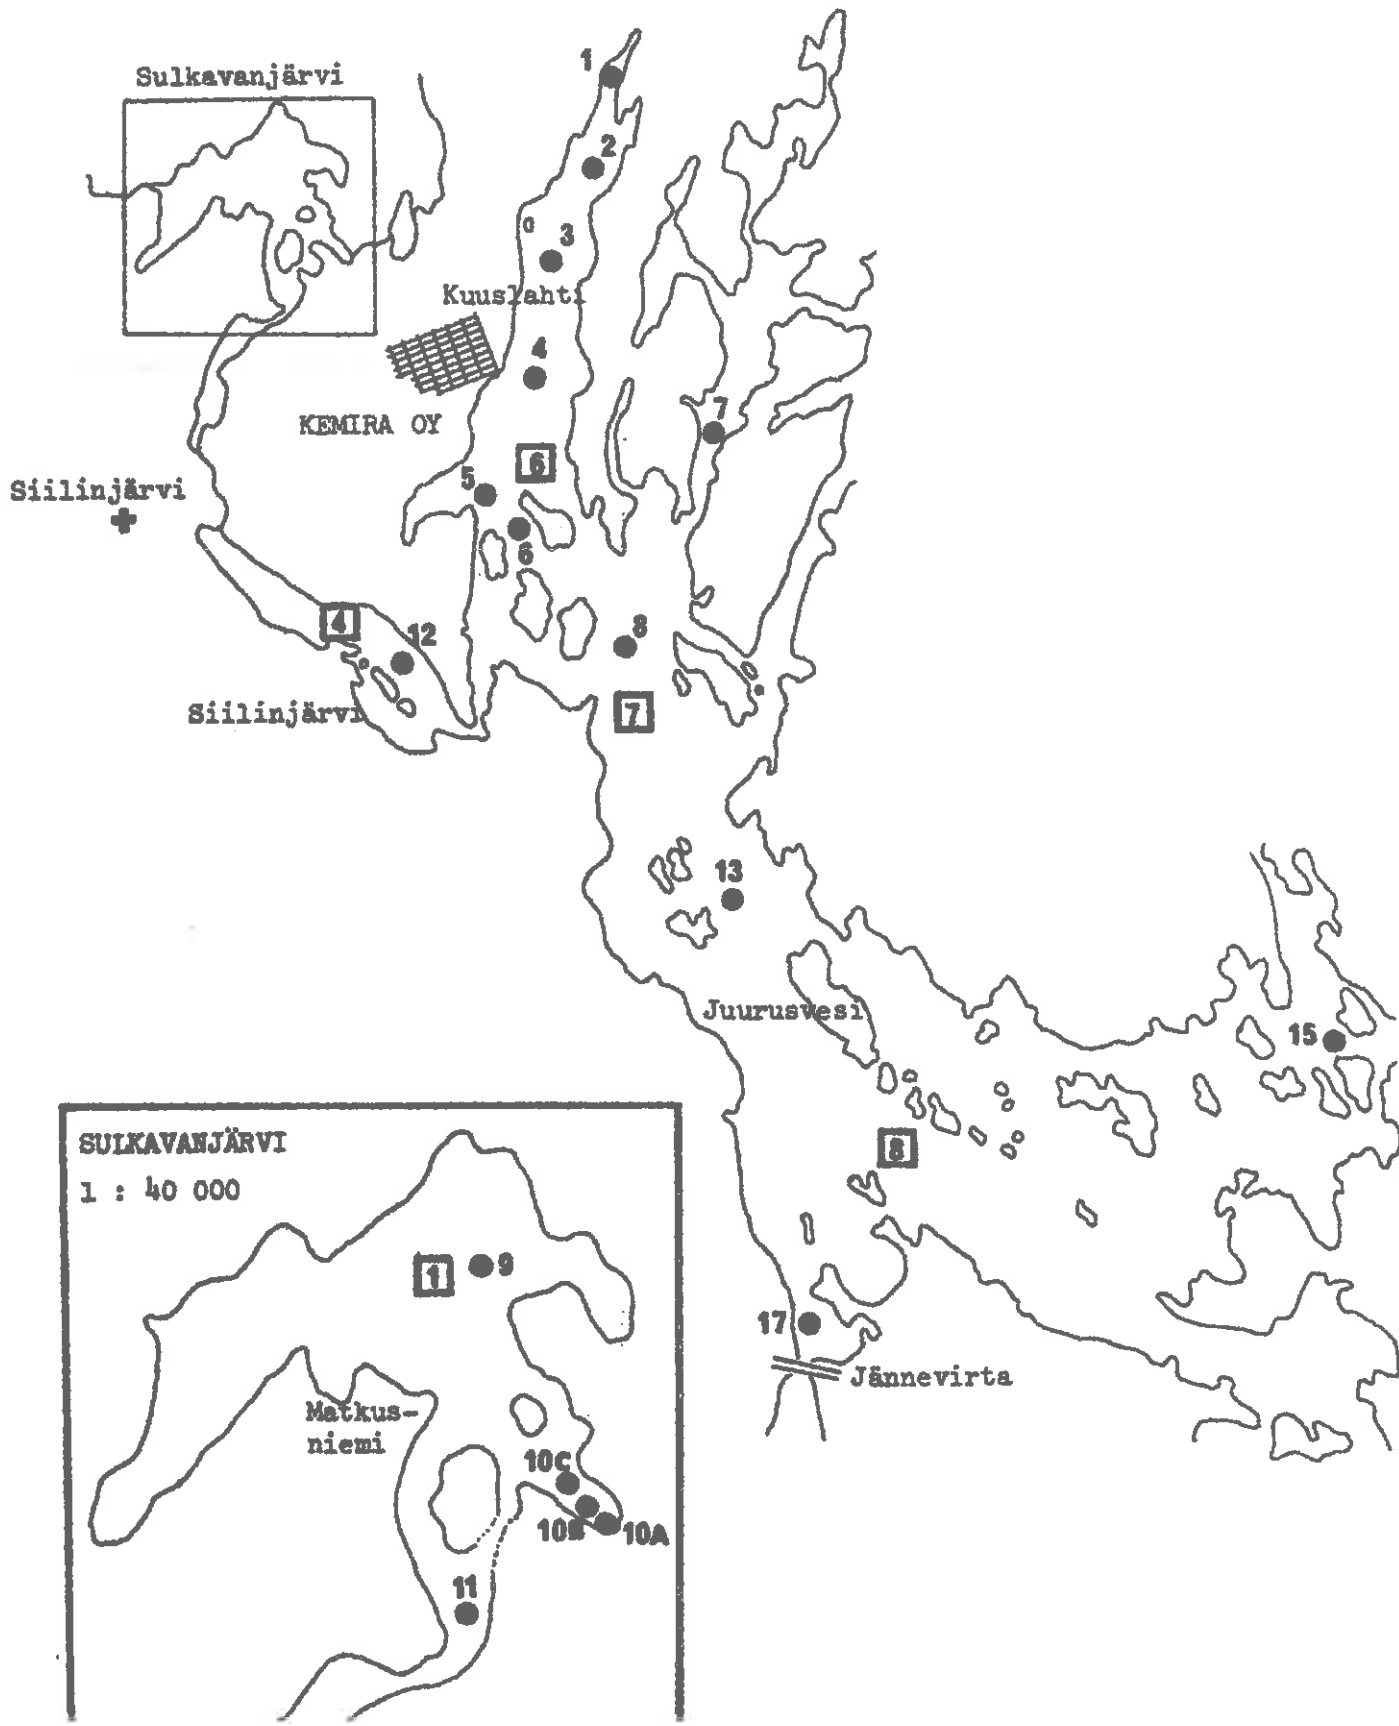 1
Sulkavanjärvi
2
3
Kuuslahti
4
7
KEMIRA OY
6
5
Siilinjärvi
6
4
12
8
Siilinjärvi
7
13
Juurusvesi
15
SULKAVANJÄRVI
8
1 : 40 000
1
9
17
Jännevirta
Matkus-
niemi
10C
10B
10A
11